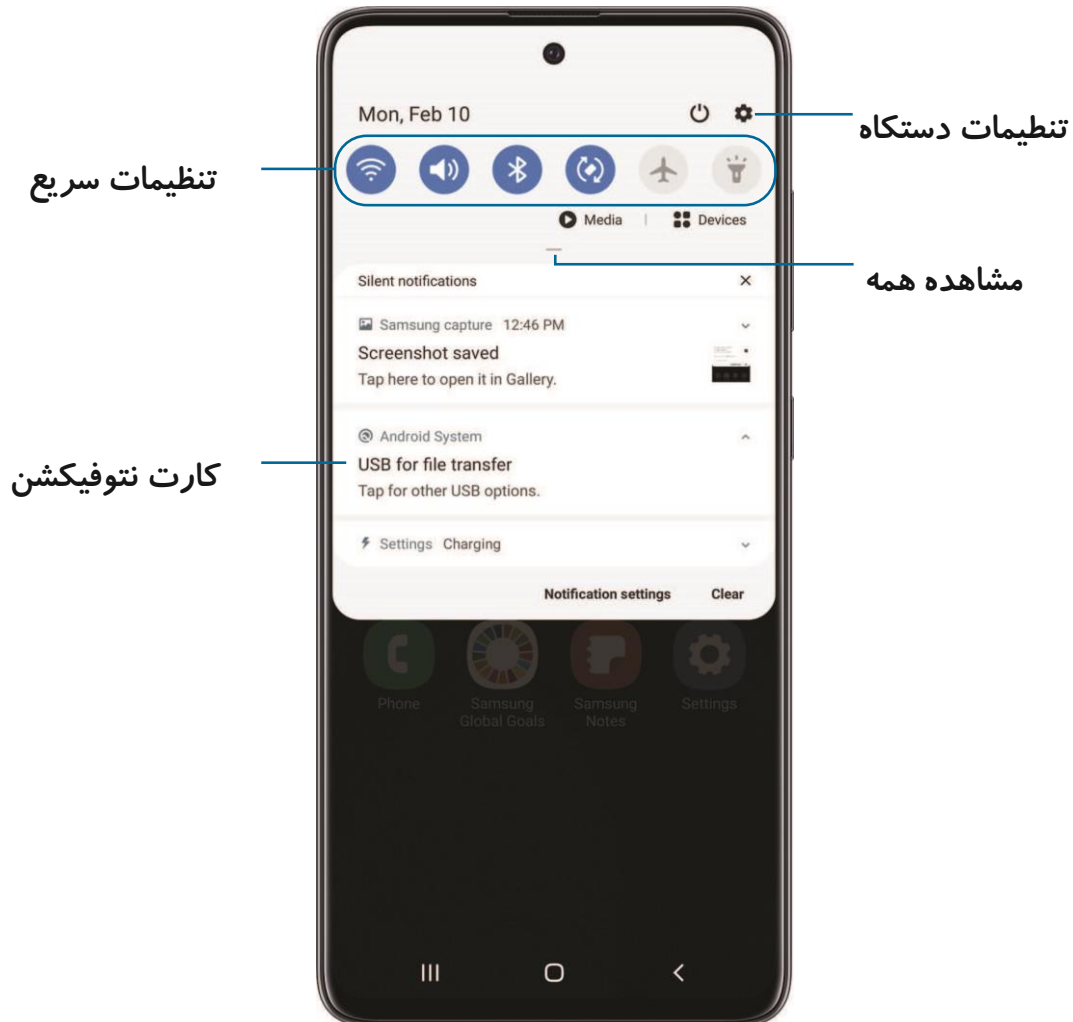 Mon, Feb 10
تنطیمات دستکاه
تنظیمات سریع
Media | Devices
مشاهده همه
Silent notifications
Samsung capture 12:46 PM
Screenshot saved
Tap here to open it in Gallery.
Android System
USB for file transfer
کارت نتوفیکشن
Tap for other USB options.
Settings Charging
Notification settings Clear
Phone
Samsung Global Goals
Samsung Notes
Settings